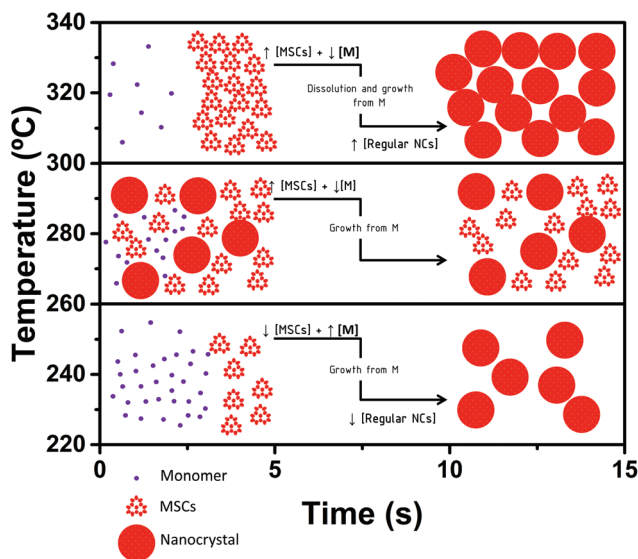 340
↑ [MSCs] + ↓ [M]
Dissolution and growth
from M
↑ [Regular NCs]
320
300
↑ [MSCs] + ↓[M]
Growth from M
280
260
↓ [MSCs] + ↑ [M]
Growth from M
↓ [Regular NCs]
240
220
Temperature (ºC)
0 5 10 15
Time (s)
Monomer
MSCs
Nanocrystal